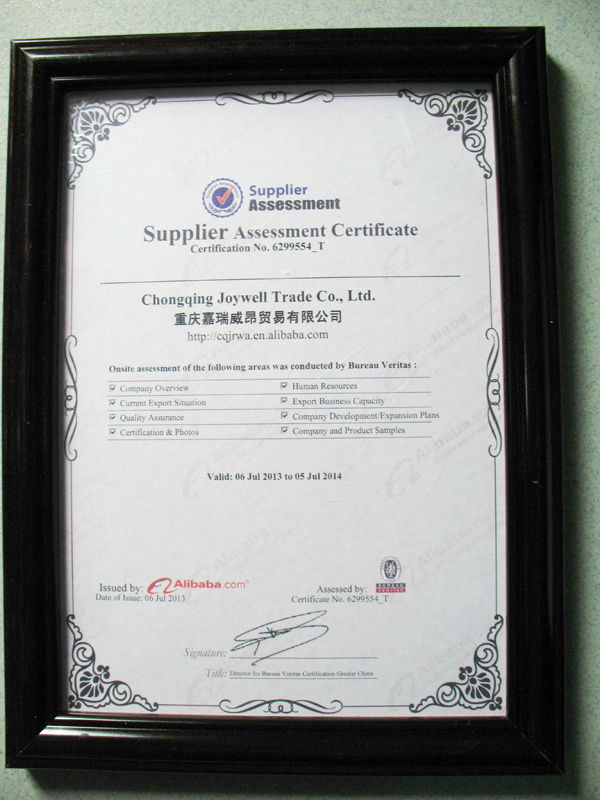 Supplier
Assessment
Supplier Assessment Certificate
Certification No. 6299554_T
Chongqing Joywell Trade Co., Ltd.
重庆嘉瑞威昂贸易有限公司
http://cqjrwa.en.alibaba.com
Onsite assessment of the following areas was conducted by Bureau Veritas :
Company Overview
Human Resources
Current Export Situation
Export Business Capacity
Quality Assurance
Company Development/Expansion Plans
Certification & Photos
Company and Product Samples
Valid: 06 Jul 2013 to 05 Jul 2014
Issued by: Alibaba.com®
Date of Issue: 06 Jul 2013
Assessed by: BUREAU VERITAS
Certificate No. 6299554_T
Signature:
Title: Director for Bureau Veritas Certification Greater China